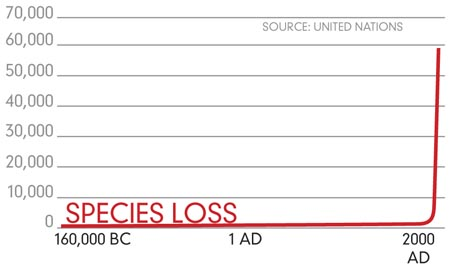 70,000
SOURCE: UNITED NATIONS
60,000
50,000
40,000
30,000
20,000
10,000
SPECIES LOSS
0
160,000 BC
1 AD
2000
AD